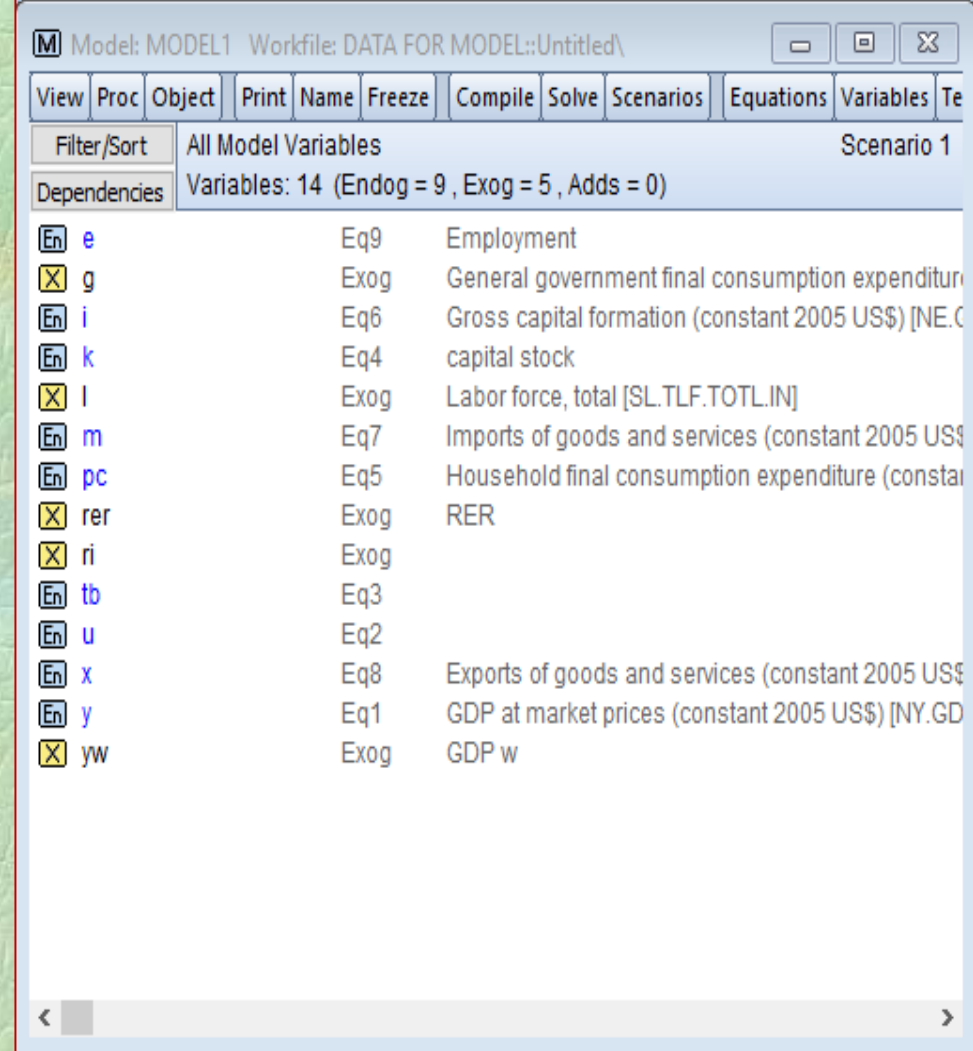 M Model: MODEL1 Workfile: DATA FOR MODEL::Untitled\
View Proc Object Print Name Freeze Compile Solve Scenarios Equations Variables Te
Filter/Sort All Model Variables Scenario 1
Dependencies Variables: 14 (Endog = 9 , Exog = 5 , Adds = 0)
En e Eq9 Employment
X g Exog General government final consumption expenditur
En i Eq6 Gross capital formation (constant 2005 US$) [NE.
En k Eq4 capital stock
X l Exog Labor force, total [SL.TLF.TOTL.IN]
En m Eq7 Imports of goods and services (constant 2005 US$
En pc Eq5 Household final consumption expenditure (constan
X rer Exog RER
X ri Exog
En tb Eq3
En u Eq2
En x Eq8 Exports of goods and services (constant 2005 US$
En y Eq1 GDP at market prices (constant 2005 US$) [NY.GD
X yw Exog GDP w